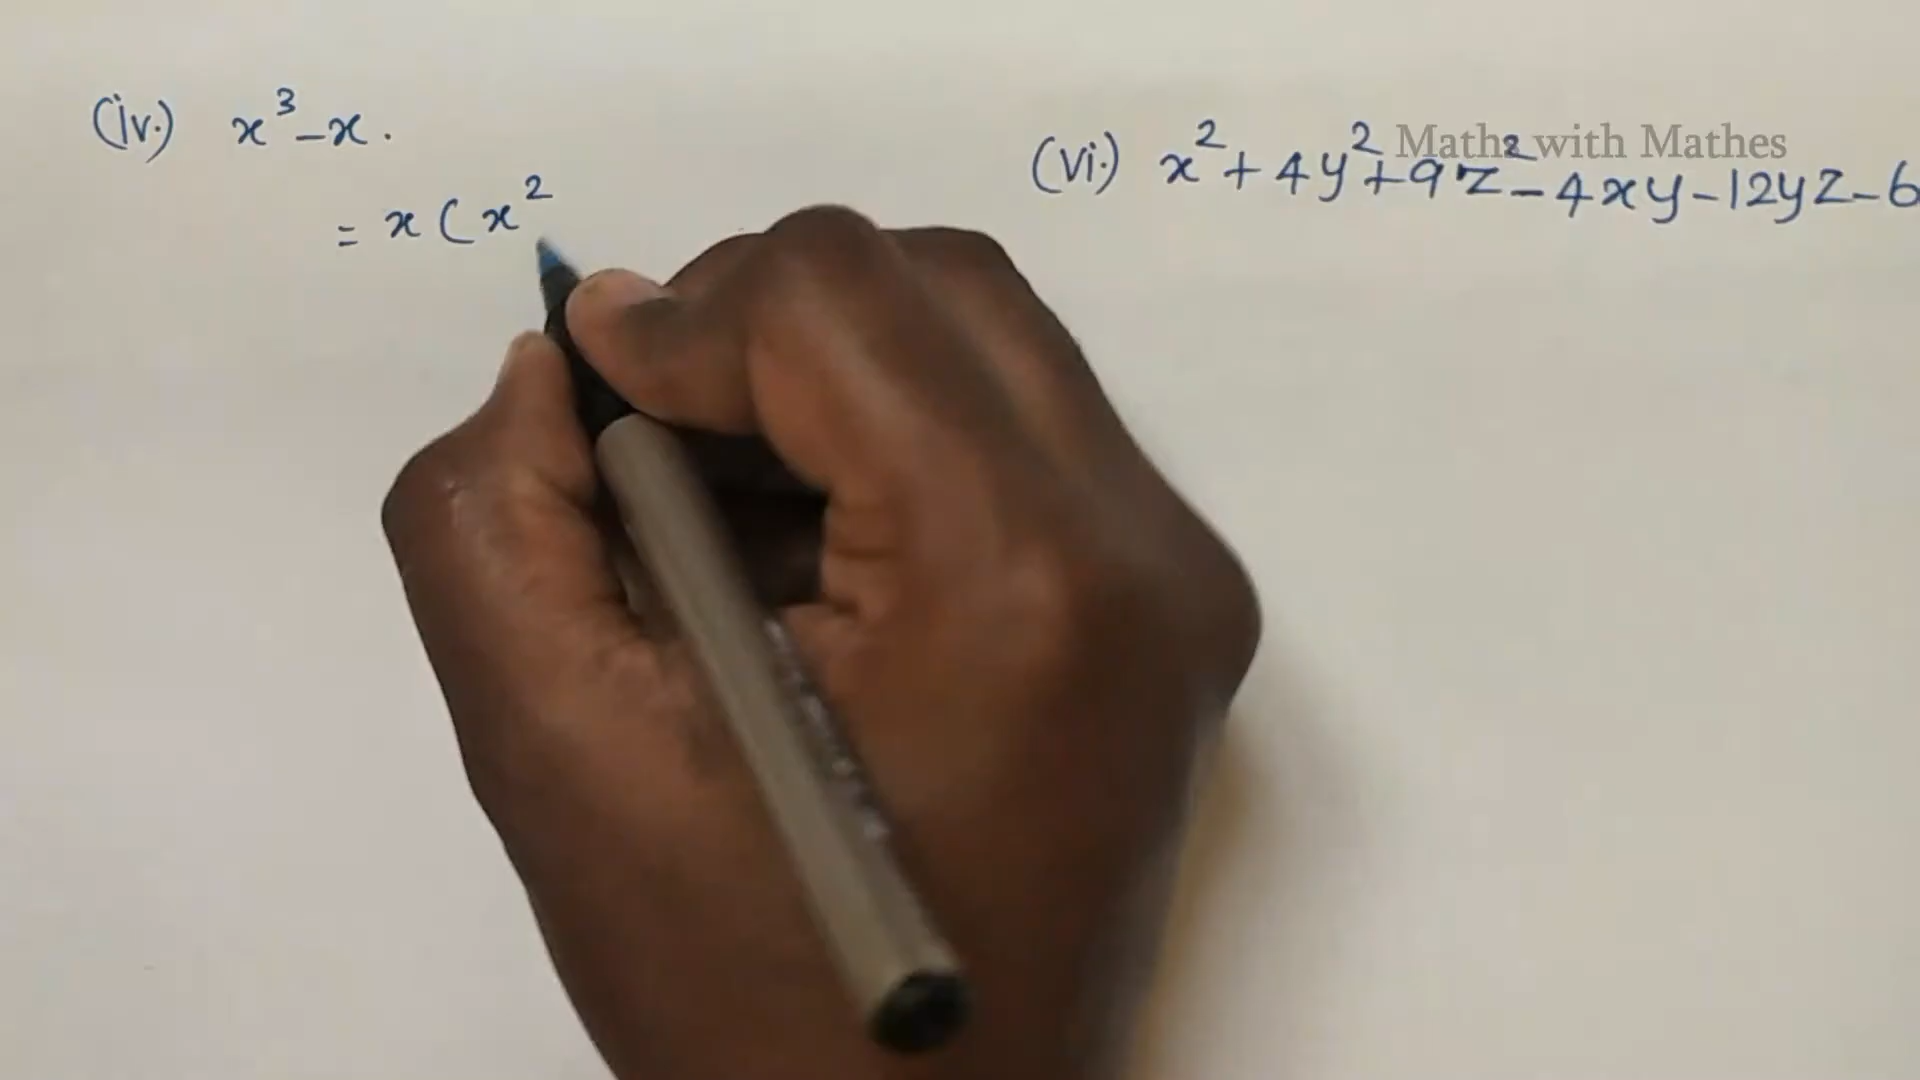 (iv.) x³-x.
= x (x²
Maths with Mathes
(vi.) x²+4y²+9z²-4xy-12yz-6